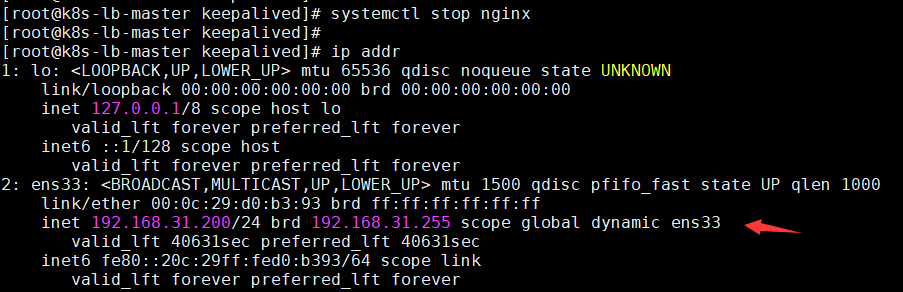 [root@k8s-lb-master keepalived]# systemctl stop nginx
[root@k8s-lb-master keepalived]#
[root@k8s-lb-master keepalived]# ip addr
1: lo: <LOOPBACK,UP,LOWER_UP> mtu 65536 qdisc noqueue state UNKNOWN
    link/loopback 00:00:00:00:00:00 brd 00:00:00:00:00:00
    inet 127.0.0.1/8 scope host lo
       valid_lft forever preferred_lft forever
    inet6 ::1/128 scope host
       valid_lft forever preferred_lft forever
2: ens33: <BROADCAST,MULTICAST,UP,LOWER_UP> mtu 1500 qdisc pfifo_fast state UP qlen 1000
    link/ether 00:0c:29:d0:b3:93 brd ff:ff:ff:ff:ff:ff
    inet 192.168.31.200/24 brd 192.168.31.255 scope global dynamic ens33
       valid_lft 40631sec preferred_lft 40631sec
    inet6 fe80::20c:29ff:fed0:b393/64 scope link
       valid_lft forever preferred_lft forever